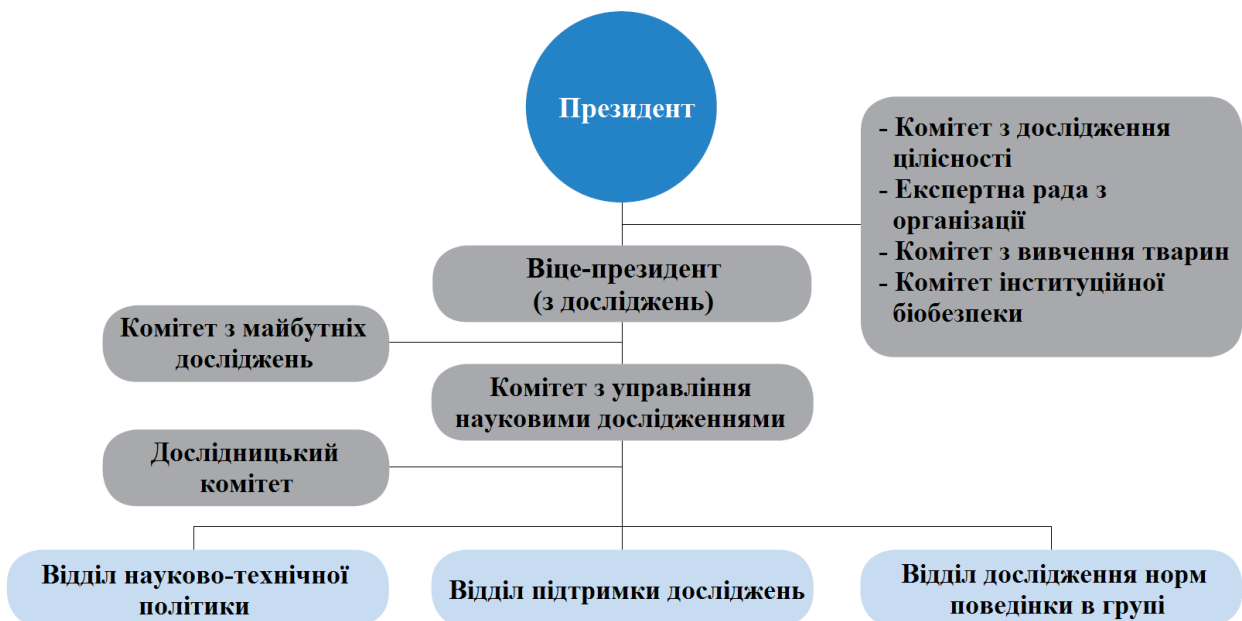 Президент
- Комітет з дослідження
цілісності
- Експертна рада з
організації
- Комітет з вивчення тварин
- Комітет інституційної
біобезпеки
Віце-президент
(з досліджень)
Комітет з майбутніх
досліджень
Комітет з управління
науковими дослідженнями
Дослідницький
комітет
Відділ науково-технічної
політики
Відділ підтримки досліджень
Відділ дослідження норм
поведінки в групі